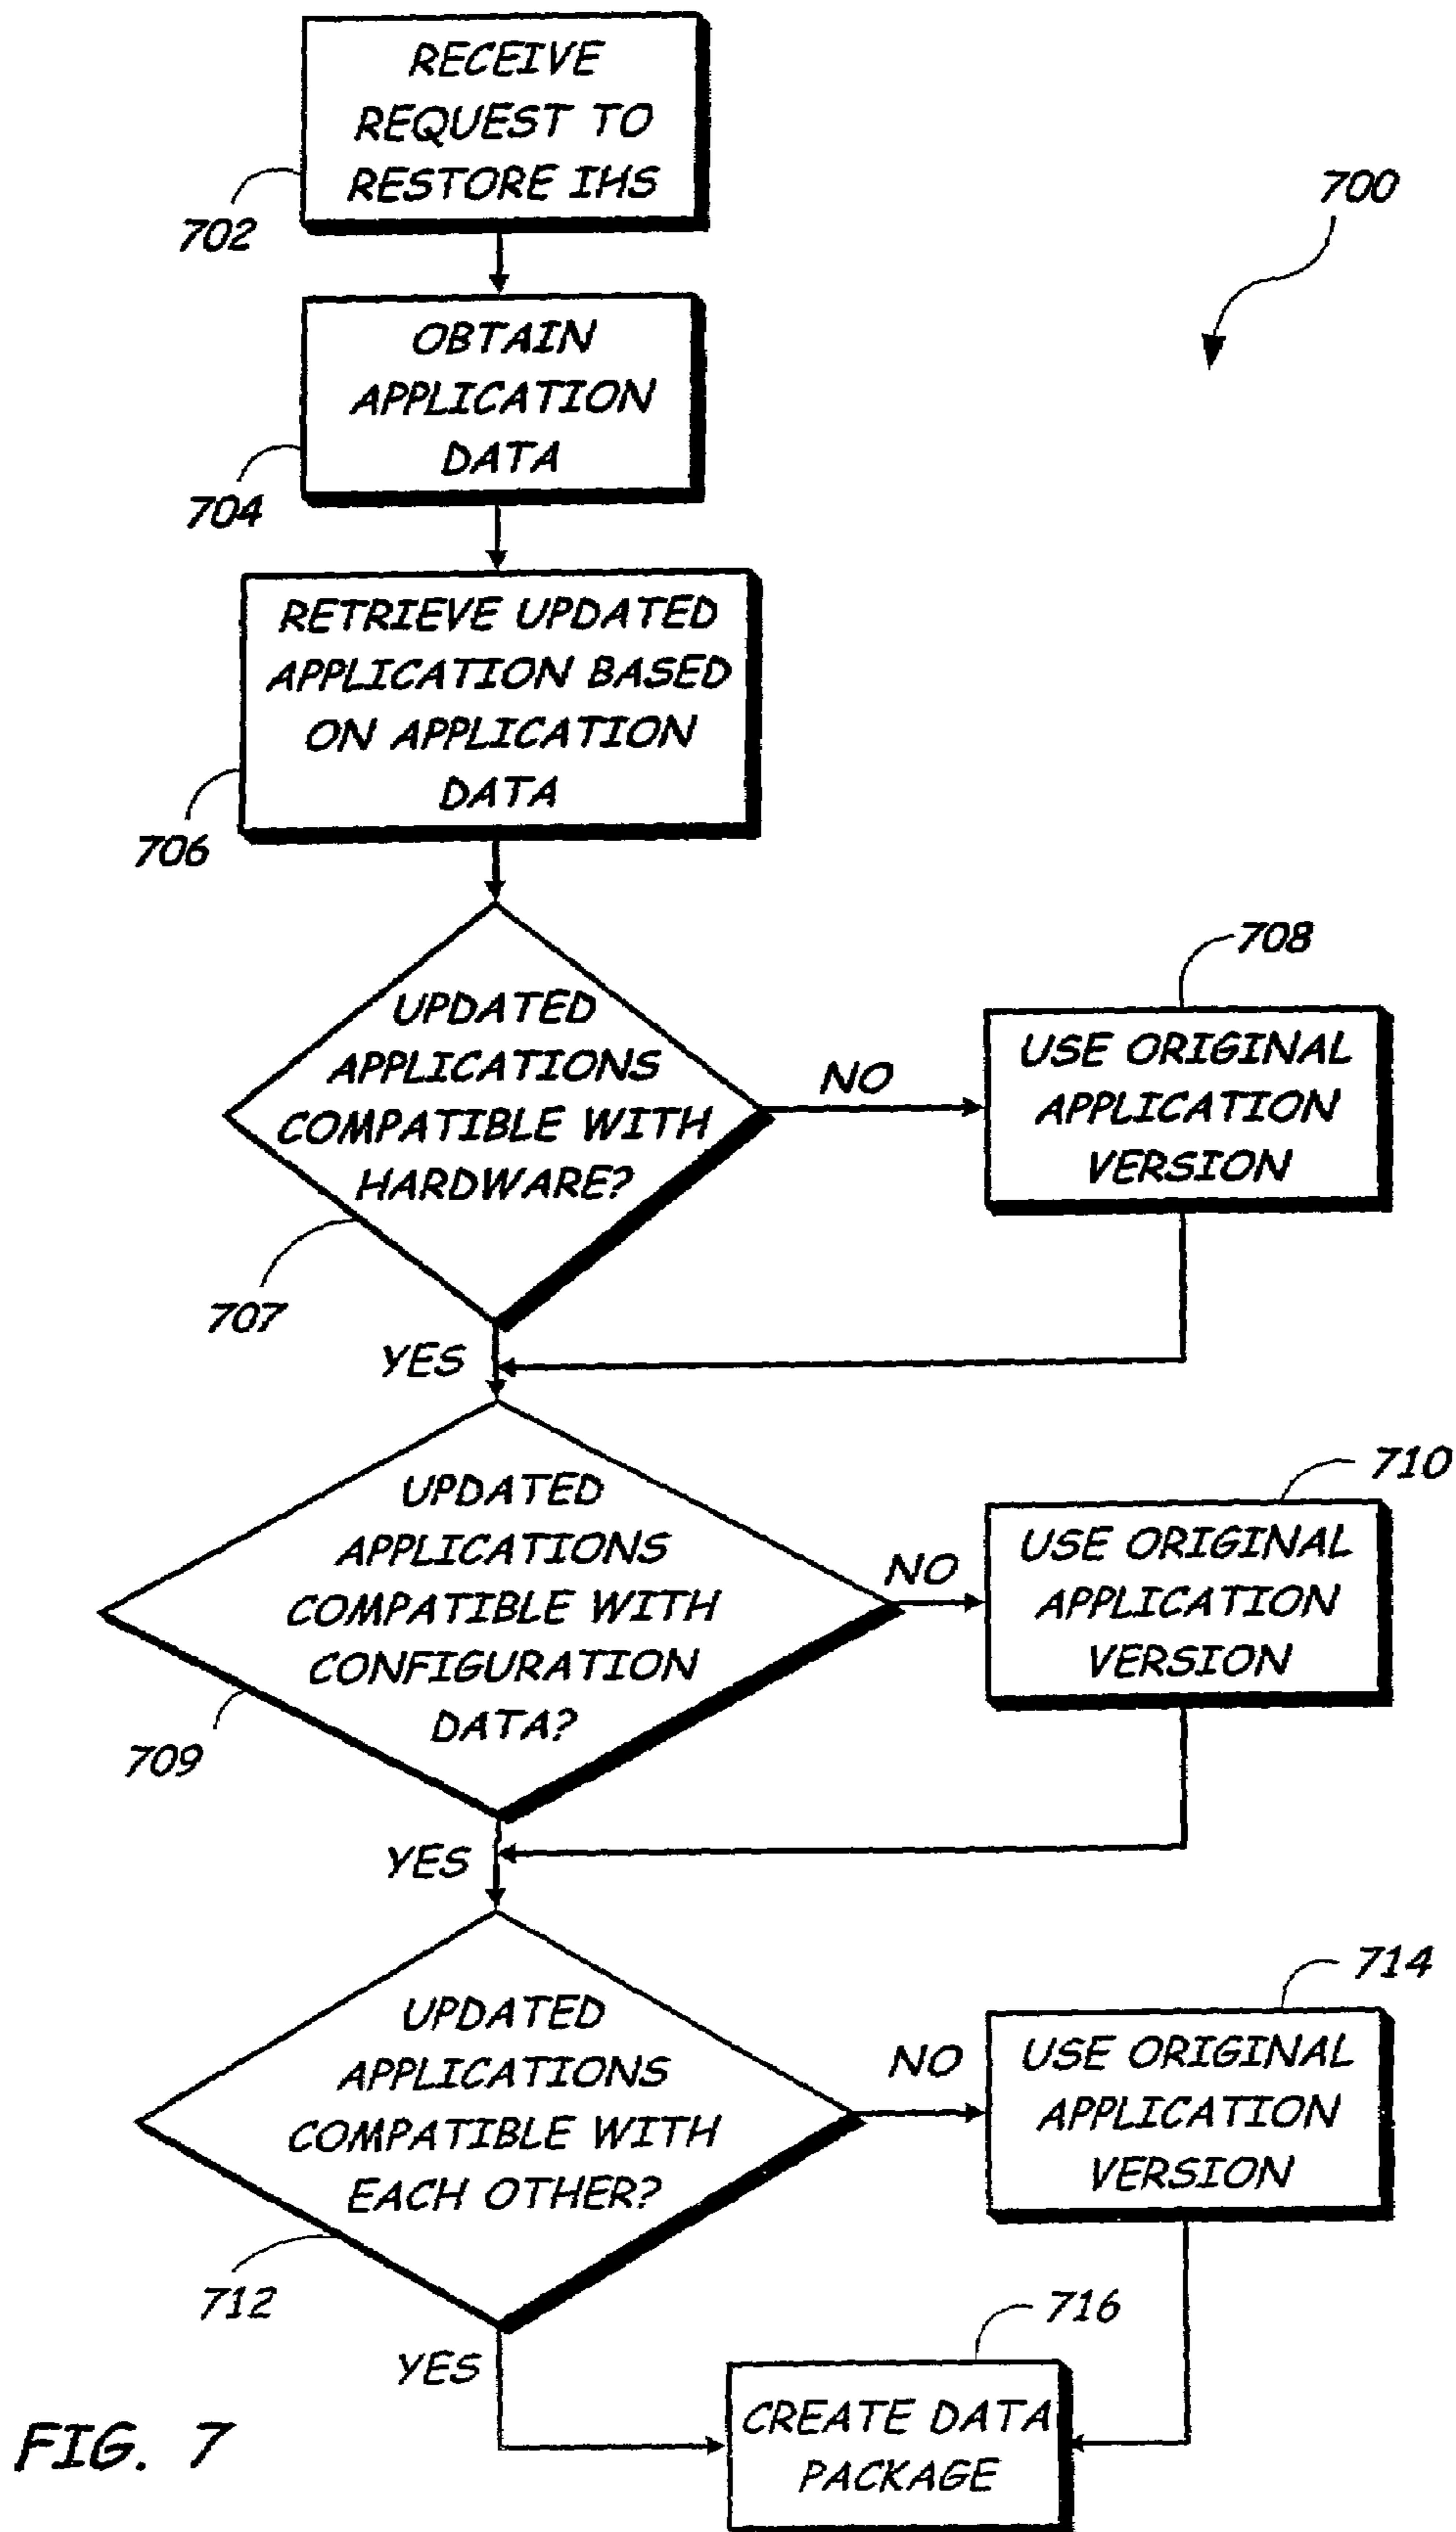 RECEIVE
REQUEST TO
RESTORE IHS
702
700
OBTAIN
APPLICATION
DATA
704
RETRIEVE UPDATED
APPLICATION BASED
ON APPLICATION
DATA
706
UPDATED
APPLICATIONS
COMPATIBLE WITH
HARDWARE?
707
NO
708
USE ORIGINAL
APPLICATION
VERSION
YES
UPDATED
APPLICATIONS
COMPATIBLE WITH
CONFIGURATION
DATA?
709
NO
710
USE ORIGINAL
APPLICATION
VERSION
YES
UPDATED
APPLICATIONS
COMPATIBLE WITH
EACH OTHER?
712
NO
714
USE ORIGINAL
APPLICATION
VERSION
YES
716
CREATE DATA
PACKAGE
FIG. 7